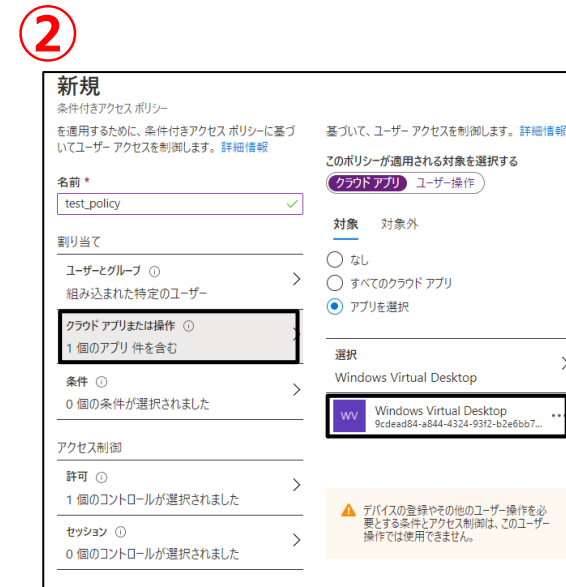 ②
新規
条件付きアクセス ポリシー
を適用するために、条件付きアクセス ポリシーに基づ
いてユーザー アクセスを制御します。詳細情報
名前 *
test_policy
割り当て
ユーザーとグループ
組み込まれた特定のユーザー
クラウド アプリまたは操作
1 個のアプリ 件を含む
条件
0 個の条件が選択されました
アクセス制御
許可
1 個のコントロールが選択されました
セッション
0 個のコントロールが選択されました
基づいて、ユーザー アクセスを制御します。詳細情報
このポリシーが適用される対象を選択する
クラウド アプリ ユーザー操作
対象 対象外
なし
すべてのクラウド アプリ
アプリを選択
選択
Windows Virtual Desktop
WV
Windows Virtual Desktop
9cdead84-a844-4324-93f2-b2e6bb7...
デバイスの登録やその他のユーザー操作を必
要とする条件とアクセス制御は、このユーザー
操作では使用できません。